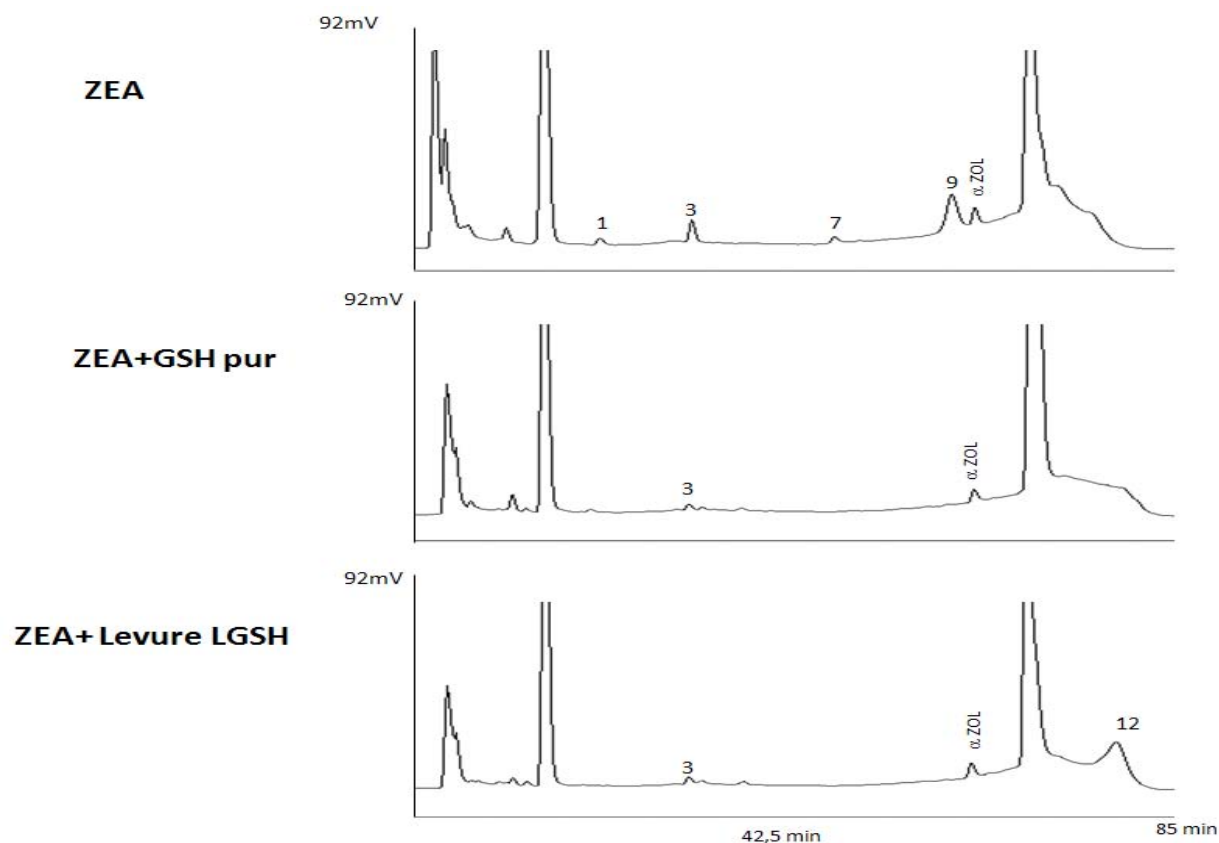 92mV
ZEA
1
3
7
9
α ZOL
92mV
ZEA+GSH pur
3
α ZOL
92mV
ZEA+ Levure LGSH
3
α ZOL
12
42,5 min
85 min